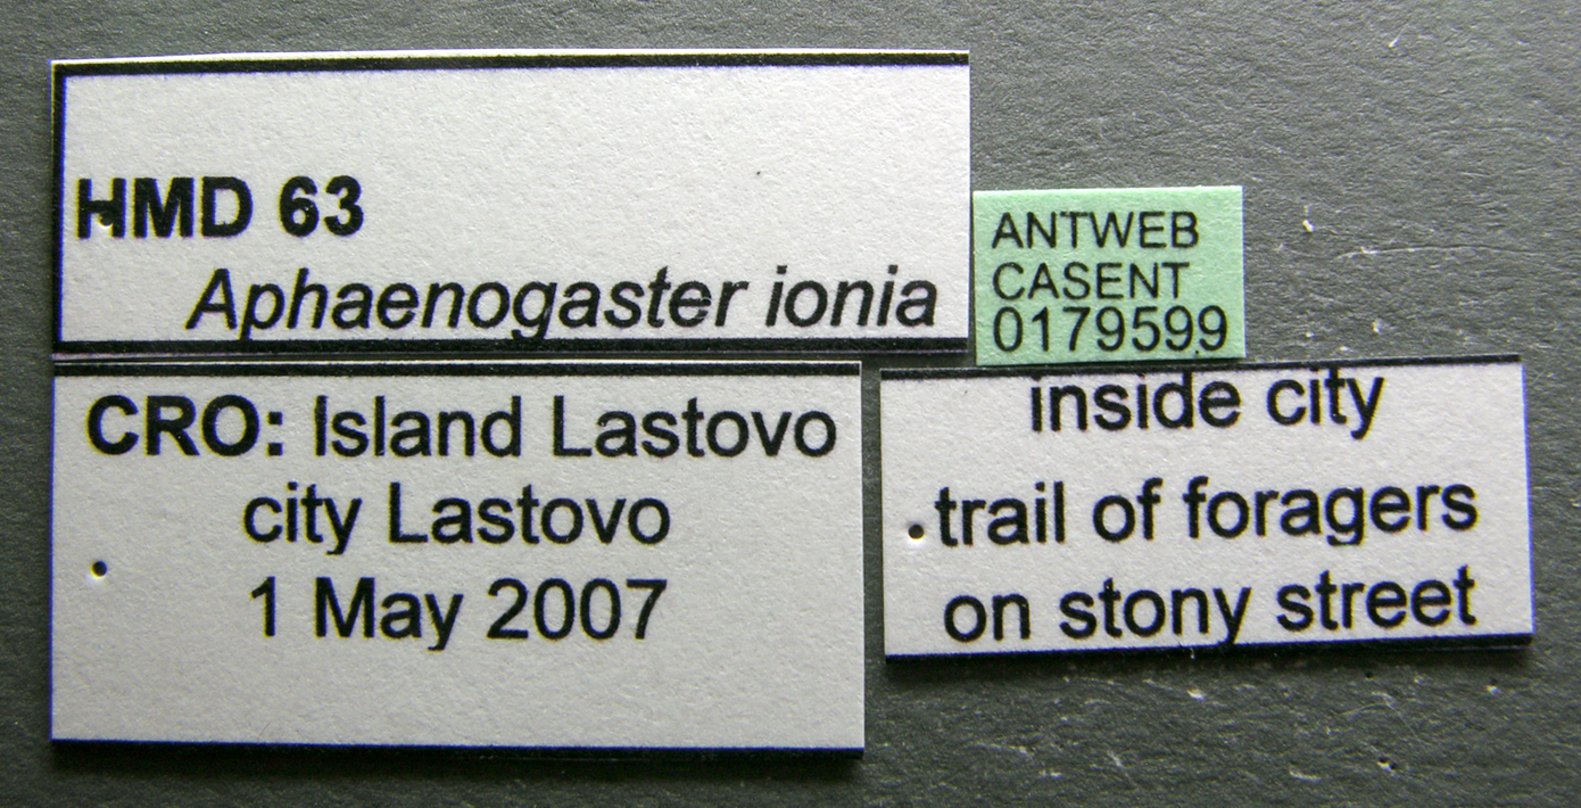 HMD 63
Aphaenogaster ionia
ANTWEB
CASENT
0179599
CRO: Island Lastovo
city Lastovo
1 May 2007
inside city
trail of foragers
on stony street